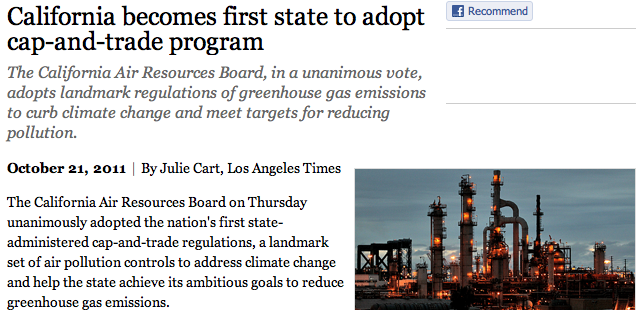 California becomes first state to adopt
cap-and-trade program
Recommend
The California Air Resources Board, in a unanimous vote,
adopts landmark regulations of greenhouse gas emissions
to curb climate change and meet targets for reducing
pollution.
October 21, 2011 | By Julie Cart, Los Angeles Times
The California Air Resources Board on Thursday
unanimously adopted the nation's first state-
administered cap-and-trade regulations, a landmark
set of air pollution controls to address climate change
and help the state achieve its ambitious goals to reduce
greenhouse gas emissions.